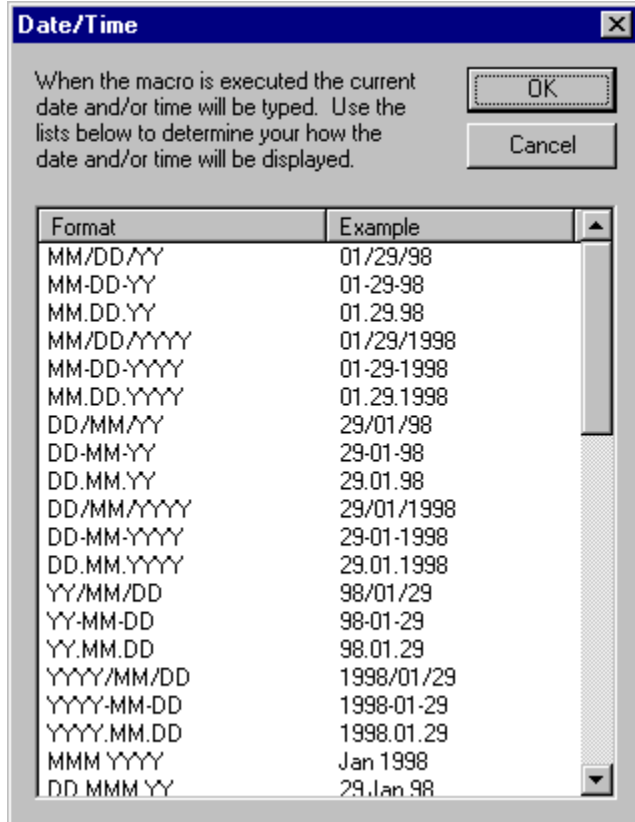 Date/Time
When the macro is executed the current
date and/or time will be typed. Use the
lists below to determine your how the
date and/or time will be displayed.
OK
Cancel
Format Example
MM/DD/YY 01/29/98
MM-DD-YY 01-29-98
MM.DD.YY 01.29.98
MM/DD/YYYY 01/29/1998
MM-DD-YYYY 01-29-1998
MM.DD.YYYY 01.29.1998
DD/MM/YY 29/01/98
DD-MM-YY 29-01-98
DD.MM.YY 29.01.98
DD/MM/YYYY 29/01/1998
DD-MM-YYYY 29-01-1998
DD.MM.YYYY 29.01.1998
YY/MM/DD 98/01/29
YY-MM-DD 98-01-29
YY.MM.DD 98.01.29
YYYY/MM/DD 1998/01/29
YYYY-MM-DD 1998-01-29
YYYY.MM.DD 1998.01.29
MMM YYYY Jan 1998
DD MMM YY 29 Jan 98